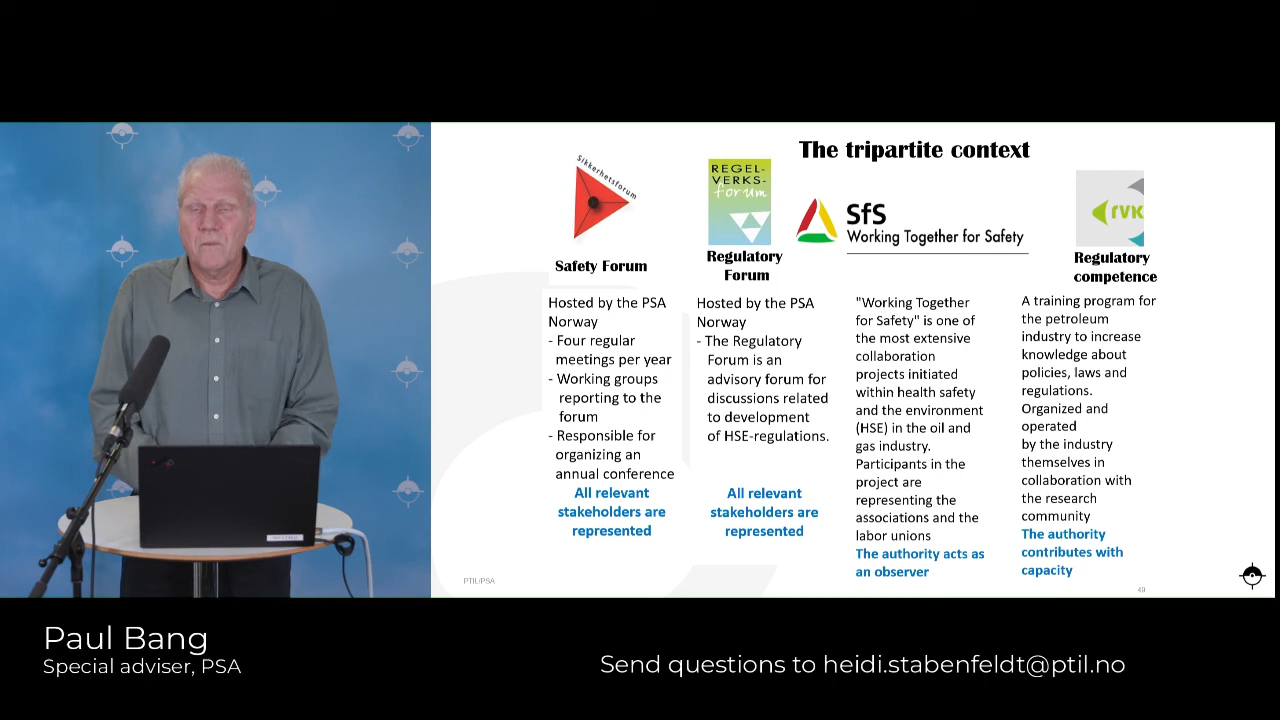 The tripartite context
Sikkerhetsforum
Safety Forum
Hosted by the PSA
Norway
- Four regular
meetings per year
- Working groups
reporting to the
forum
- Responsible for
organizing an
annual conference
All relevant
stakeholders are
represented
REGEL-
VERKS-
forum
Regulatory
Forum
Hosted by the PSA
Norway
- The Regulatory
Forum is an
advisory forum for
discussions related
to development
of HSE-regulations.
All relevant
stakeholders are
represented
SfS
Working Together for Safety
"Working Together
for Safety" is one of
the most extensive
collaboration
projects initiated
within health safety
and the environment
(HSE) in the oil and
gas industry.
Participants in the
project are
representing the
associations and the
labor unions
The authority acts as
an observer
rVK
Regulatory
competence
A training program for
the petroleum
industry to increase
knowledge about
policies, laws and
regulations.
Organized and
operated
by the industry
themselves in
collaboration with
the research
community
The authority
contributes with
capacity
PTIL/PSA
49
Paul Bang
Special adviser, PSA
Send questions to heidi.stabenfeldt@ptil.no